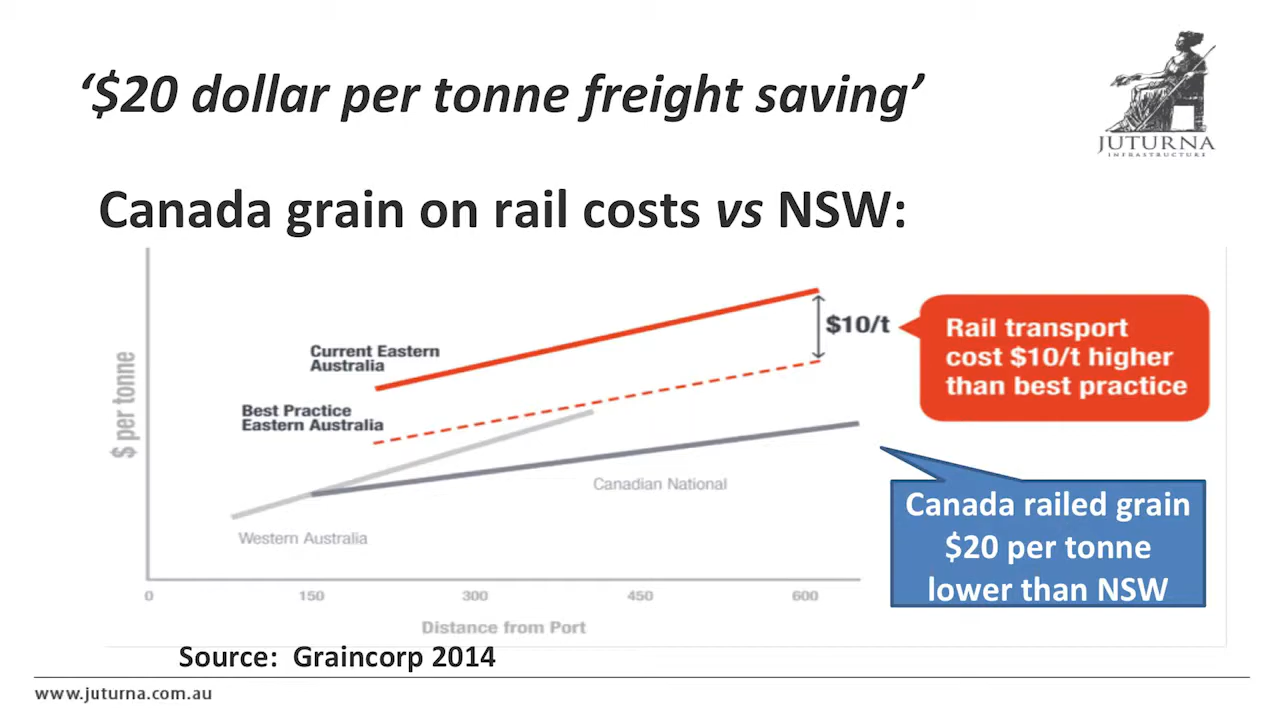 ‘$20 dollar per tonne freight saving’
JUTURNA
INFRASTRUCTURE
Canada grain on rail costs vs NSW:
$ per tonne
Current Eastern
Australia
Best Practice
Eastern Australia
$10/t
Rail transport
cost $10/t higher
than best practice
Canadian National
Western Australia
Canada railed grain
$20 per tonne
lower than NSW
0 150 300 450 600
Distance from Port
Source: Graincorp 2014
www.juturna.com.au